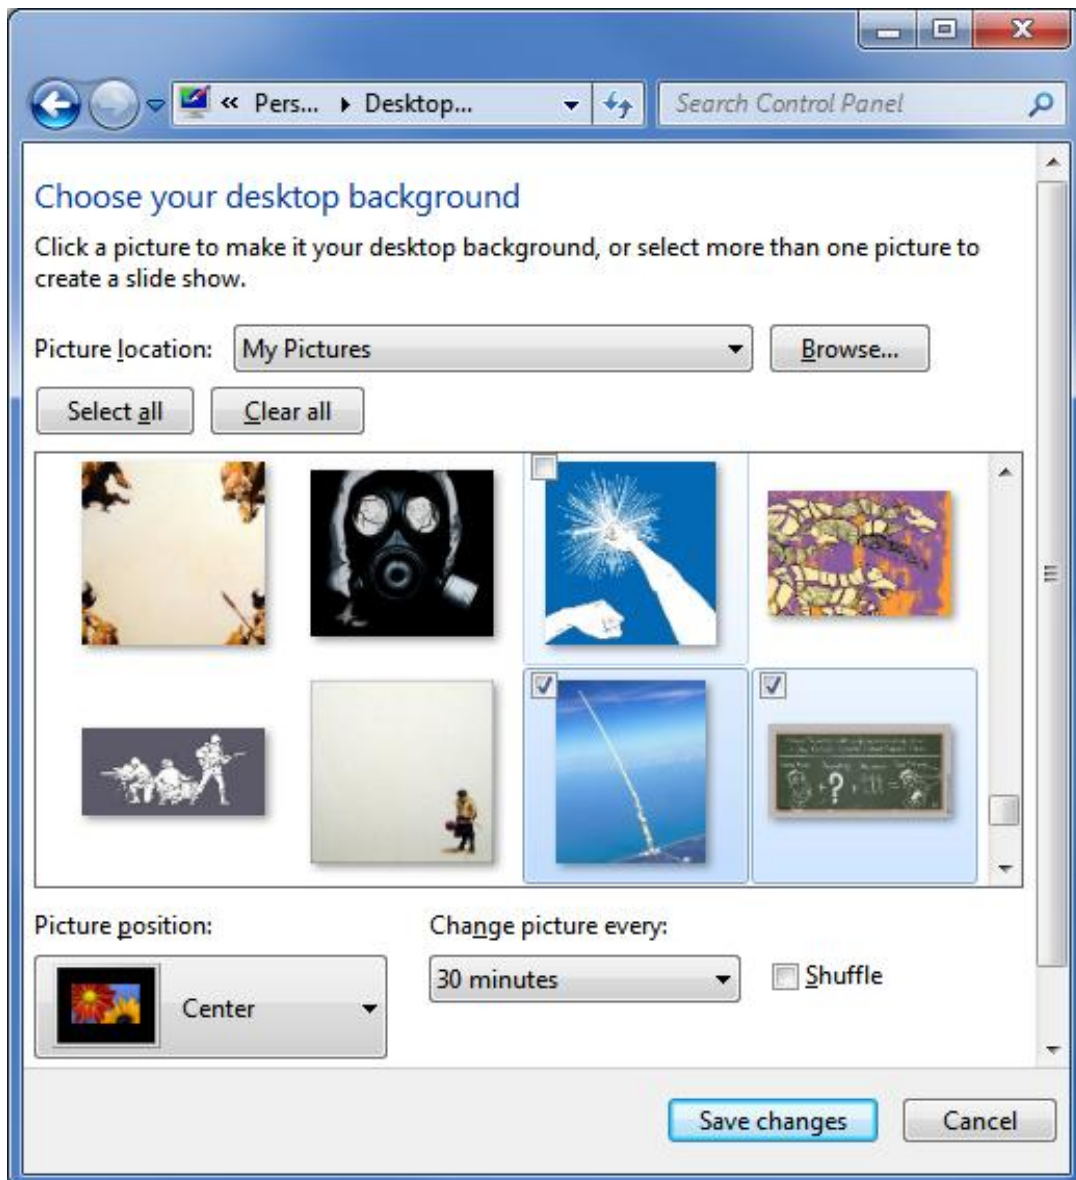 « Pers... ▸ Desktop...
Search Control Panel
Choose your desktop background
Click a picture to make it your desktop background, or select more than one picture to
create a slide show.
Picture location: My Pictures Browse...
Select all Clear all
?
Picture position: Change picture every:
Center 30 minutes Shuffle
Save changes Cancel